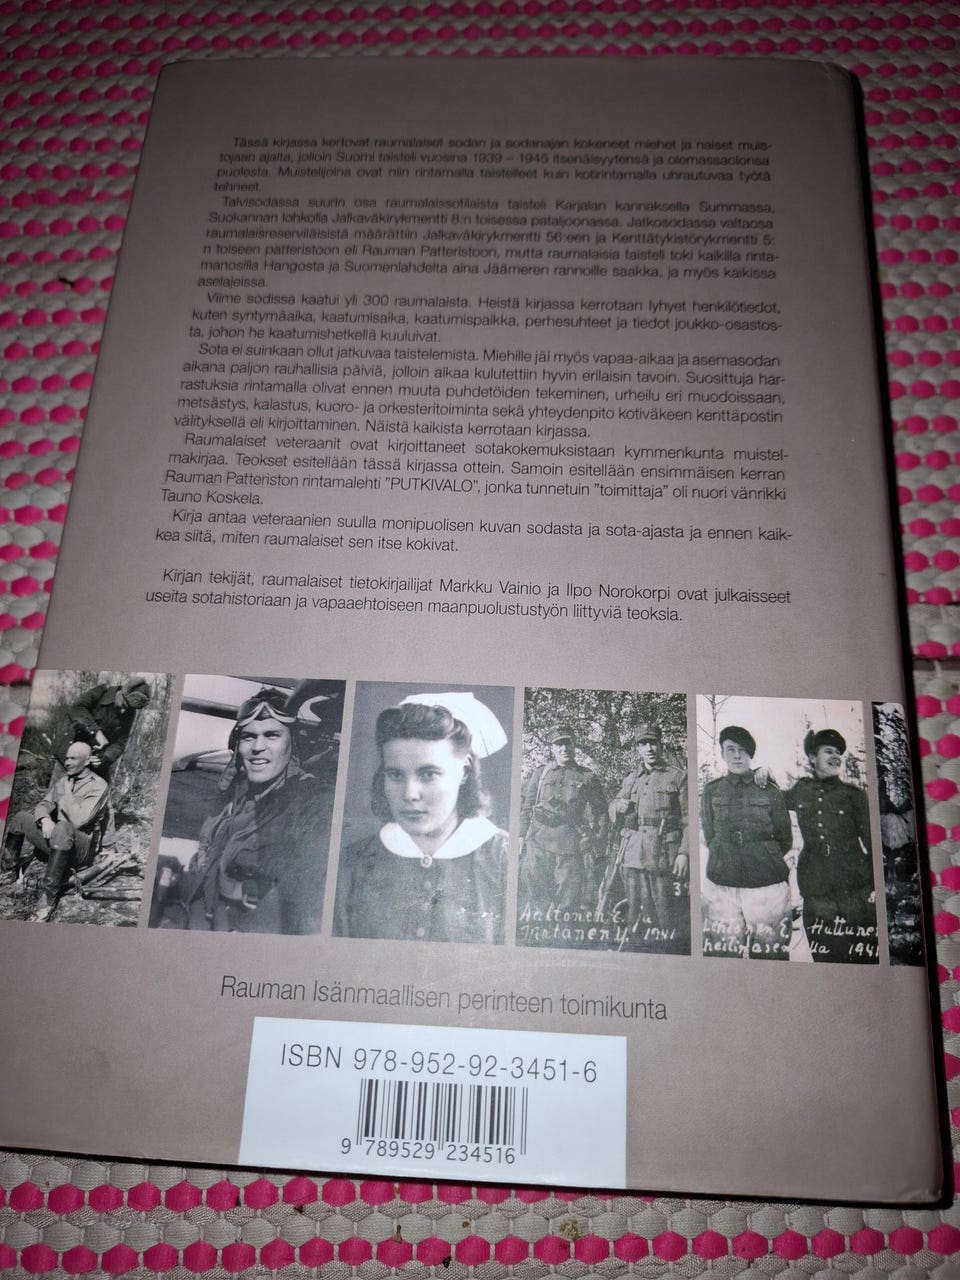 Tässä kirjassa kertovat raumalaiset sodan ja sodanajan kokeneet miehet ja naiset muis-
tojaan ajalta, jolloin Suomi taisteli vuosina 1939 – 1945 itsenäisyytensä ja olemassaolonsa
puolesta. Muistelijoina ovat niin rintamalla taistelleet kuin kotirintamalla uhrautuvaa työtä
tehneet.
Talvisodassa suurin osa raumalaissotilaista taisteli Karjalan kannaksella Summassa,
Suokannan lohkolla Jalkaväkirykmentti 8:n toisessa pataljoonassa. Jatkosodassa valtaosa
raumalaisreserviläisistä määrättiin Jalkaväkirykmentti 56:een ja Kenttätykistörykmentti 5:
n toiseen patteristoon eli Rauman Patteristoon, mutta raumalaisia taisteli toki kaikilla rinta-
manosilla Hangosta ja Suomenlahdelta aina Jäämeren rannoille saakka, ja myös kaikissa
aselajeissa.
Viime sodissa kaatui yli 300 raumalaista. Heistä kirjassa kerrotaan lyhyet henkilötiedot,
kuten syntymäaika, kaatumisaika, kaatumispaikka, perhesuhteet ja tiedot joukko-osastos-
ta, johon he kaatumishetkellä kuuluivat.
Sota ei suinkaan ollut jatkuvaa taistelemista. Miehille jäi myös vapaa-aikaa ja asemasodan
aikana paljon rauhallisia päiviä, jolloin aikaa kulutettiin hyvin erilaisin tavoin. Suosittuja har-
rastuksia rintamalla olivat ennen muuta puhdetöiden tekeminen, urheilu eri muodoissaan,
metsästys, kalastus, kuoro- ja orkesteritoiminta sekä yhteydenpito kotiväkeen kenttäpostin
välityksellä eli kirjoittaminen. Näistä kaikista kerrotaan kirjassa.
Raumalaiset veteraanit ovat kirjoittaneet sotakokemuksistaan kymmenkunta muistel-
makirjaa. Teokset esitellään tässä kirjassa ottein. Samoin esitellään ensimmäisen kerran
Rauman Patteriston rintamalehti "PUTKIVALO", jonka tunnetuin "toimittaja" oli nuori vänrikki
Tauno Koskela.
Kirja antaa veteraanien suulla monipuolisen kuvan sodasta ja sota-ajasta ja ennen kaik-
kea siitä, miten raumalaiset sen itse kokivat.
Kirjan tekijät, raumalaiset tietokirjailijat Markku Vainio ja Ilpo Norokorpi ovat julkaisseet
useita sotahistoriaan ja vapaaehtoiseen maanpuolustustyön liittyviä teoksia.
Aaltonen E. ja
Y. 1941
E. Huttune
1941
Rauman Isänmaallisen perinteen toimikunta
ISBN 978-952-92-3451-6
9 789529 234516